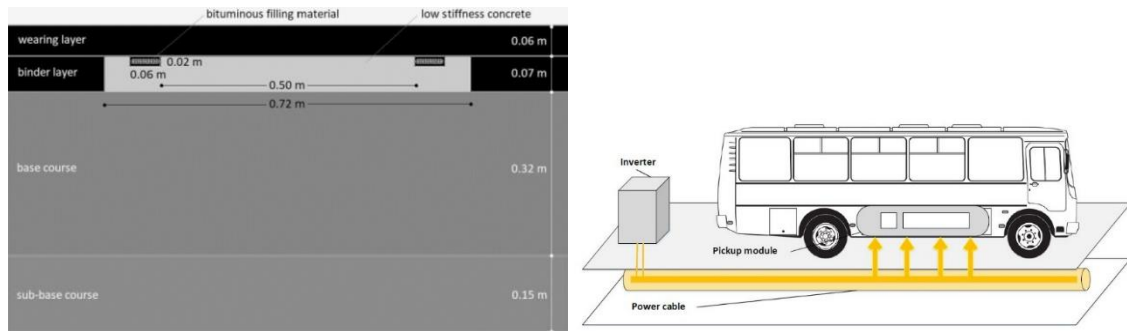 bituminous filling material
low stiffness concrete
wearing layer
0.06 m
0.02 m
binder layer
0.06 m
0.07 m
0.50 m
0.72 m
base course
0.32 m
sub-base course
0.15 m
Inverter
Pickup module
Power cable